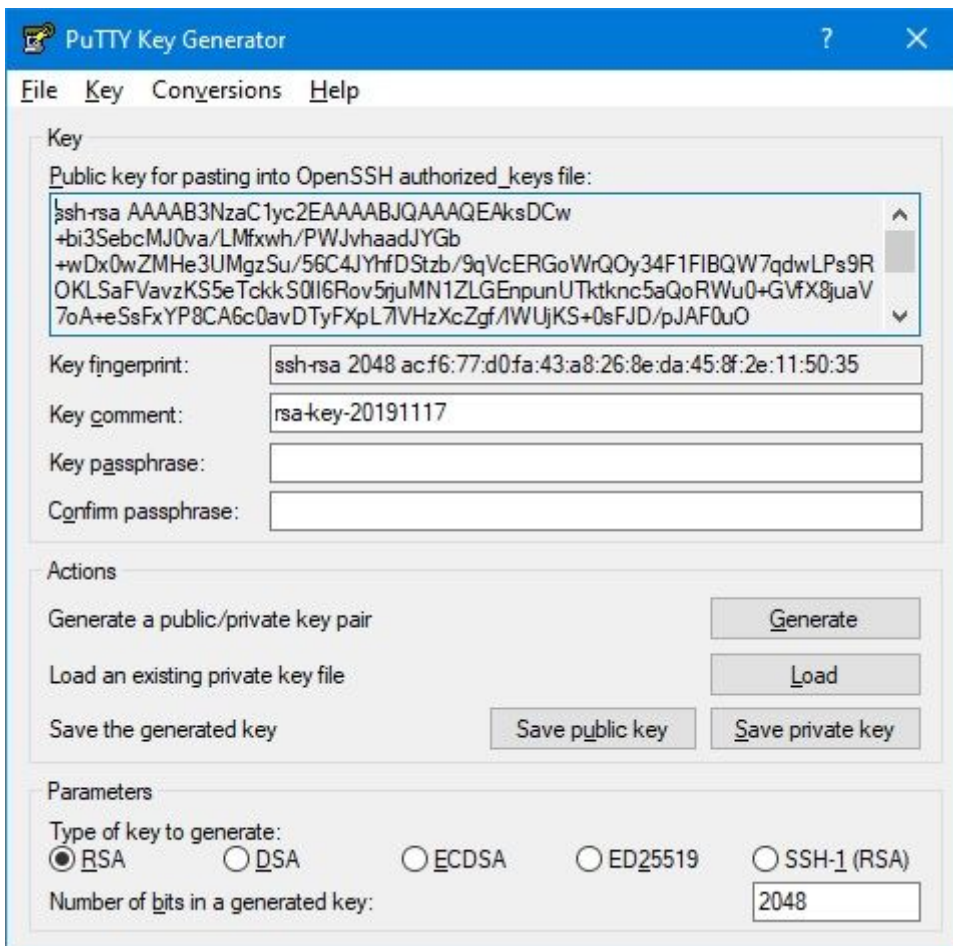 PuTTY Key Generator ? ×
File Key Conversions Help
Key
Public key for pasting into OpenSSH authorized_keys file:
ssh-rsa AAAAB3NzaC1yc2EAAAABJQAAAQEAksDCw
+bi3SebcMJ0va/LMfxwh/PWJvhaadJYGb
+wDx0wZMHe3UMgzSu/56C4JYhfDStzb/9qVcERGoWrQOy34F1FIBQW7qdwLPs9R
OKLSaFVavzKS5eTckkS0II6Rov5rjuMN1ZLGEnpunUTktknc5aQoRWu0+GVfX8juaV
7oA+eSsFxYP8CA6c0avDTyFXpL7lVHzXcZgf/lWUjKS+0sFJD/pJAF0uO
Key fingerprint: ssh-rsa 2048 ac:f6:77:d0:fa:43:a8:26:8e:da:45:8f:2e:11:50:35
Key comment: rsa-key-20191117
Key passphrase:
Confirm passphrase:
Actions
Generate a public/private key pair Generate
Load an existing private key file Load
Save the generated key Save public key Save private key
Parameters
Type of key to generate:
RSA DSA ECDSA ED25519 SSH-1 (RSA)
Number of bits in a generated key: 2048